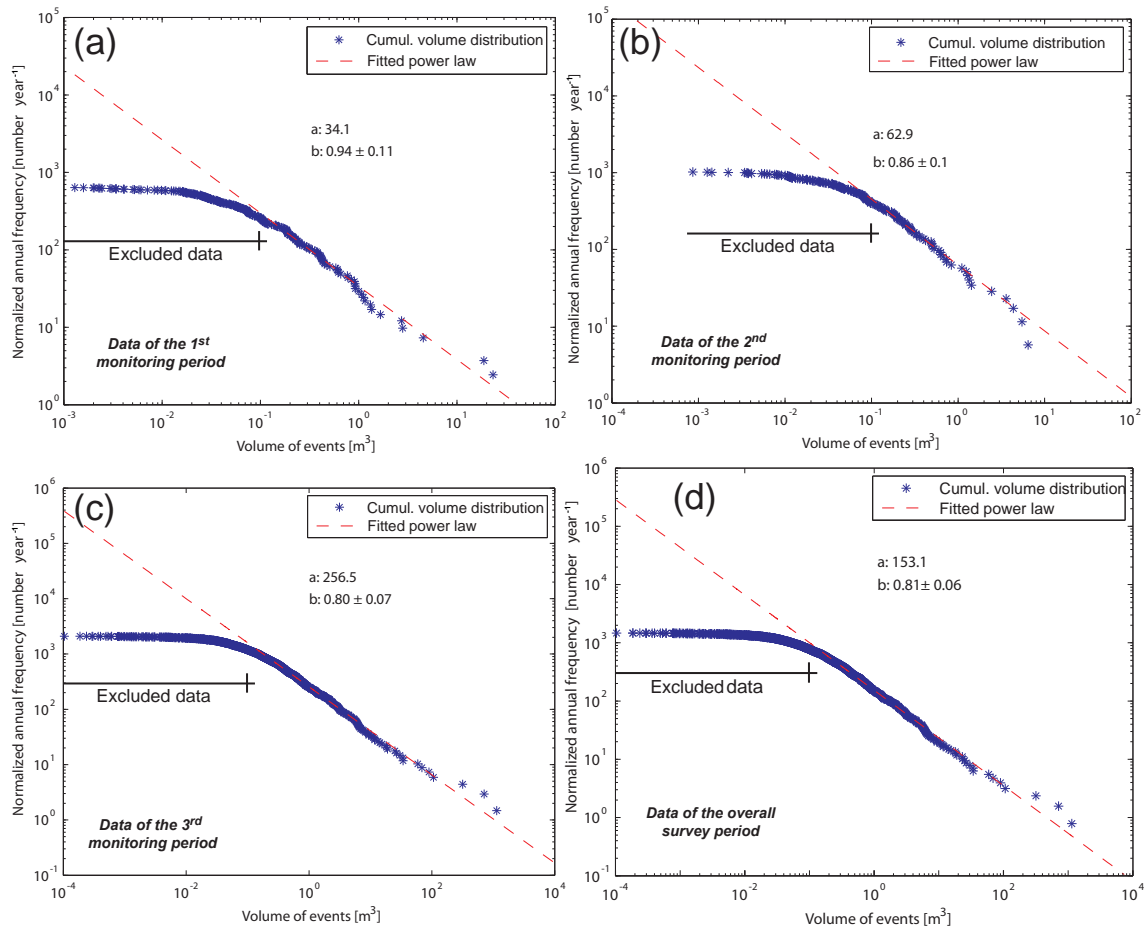 (a)
Cumul. volume distribution
Fitted power law
a: 34.1
b: 0.94 ± 0.11
Excluded data
Data of the 1st
monitoring period
Normalized annual frequency [number year-1]
10^5
10^4
10^3
10^2
10^1
10^0
10^-3 10^-2 10^-1 10^0 10^1 10^2
Volume of events [m3]
(b)
Cumul. volume distribution
Fitted power law
a: 62.9
b: 0.86 ± 0.1
Excluded data
Data of the 2nd
monitoring period
Normalized annual frequency [number year-1]
10^5
10^4
10^3
10^2
10^1
10^0
10^-4 10^-3 10^-2 10^-1 10^0 10^1 10^2
Volume of events [m3]
(c)
Cumul. volume distribution
Fitted power law
a: 256.5
b: 0.80 ± 0.07
Excluded data
Data of the 3rd
monitoring period
Normalized annual frequency [number year-1]
10^6
10^5
10^4
10^3
10^2
10^1
10^0
10^-1
10^-4 10^-2 10^0 10^2 10^4
Volume of events [m3]
(d)
Cumul. volume distribution
Fitted power law
a: 153.1
b: 0.81± 0.06
Excluded data
Data of the overall
survey period
Normalized annual frequency [number year-1]
10^6
10^5
10^4
10^3
10^2
10^1
10^0
10^-1
10^-4 10^-2 10^0 10^2 10^4
Volume of events [m3]